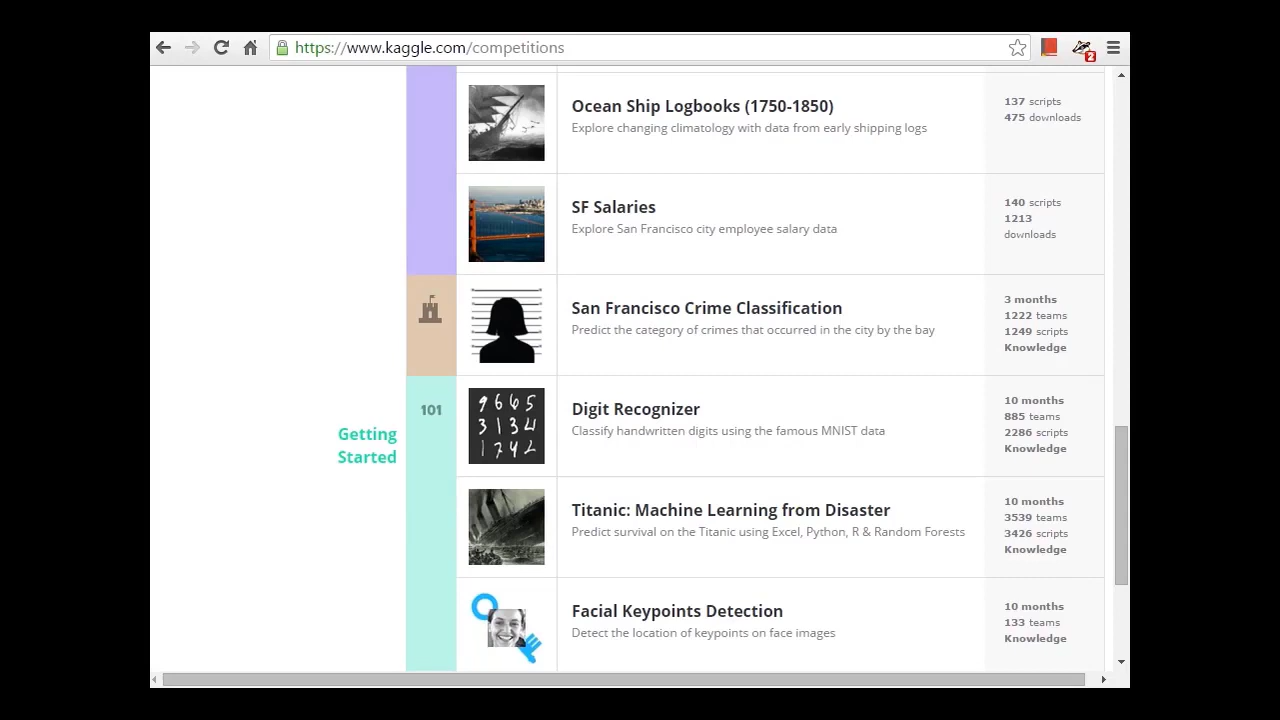 https://www.kaggle.com/competitions
2
Ocean Ship Logbooks (1750-1850)
Explore changing climatology with data from early shipping logs
137 scripts
475 downloads
SF Salaries
Explore San Francisco city employee salary data
140 scripts
1213
downloads
San Francisco Crime Classification
Predict the category of crimes that occurred in the city by the bay
3 months
1222 teams
1249 scripts
Knowledge
Getting
Started
101
9665
3134
1742
Digit Recognizer
Classify handwritten digits using the famous MNIST data
10 months
885 teams
2286 scripts
Knowledge
Titanic: Machine Learning from Disaster
Predict survival on the Titanic using Excel, Python, R & Random Forests
10 months
3539 teams
3426 scripts
Knowledge
Facial Keypoints Detection
Detect the location of keypoints on face images
10 months
133 teams
Knowledge